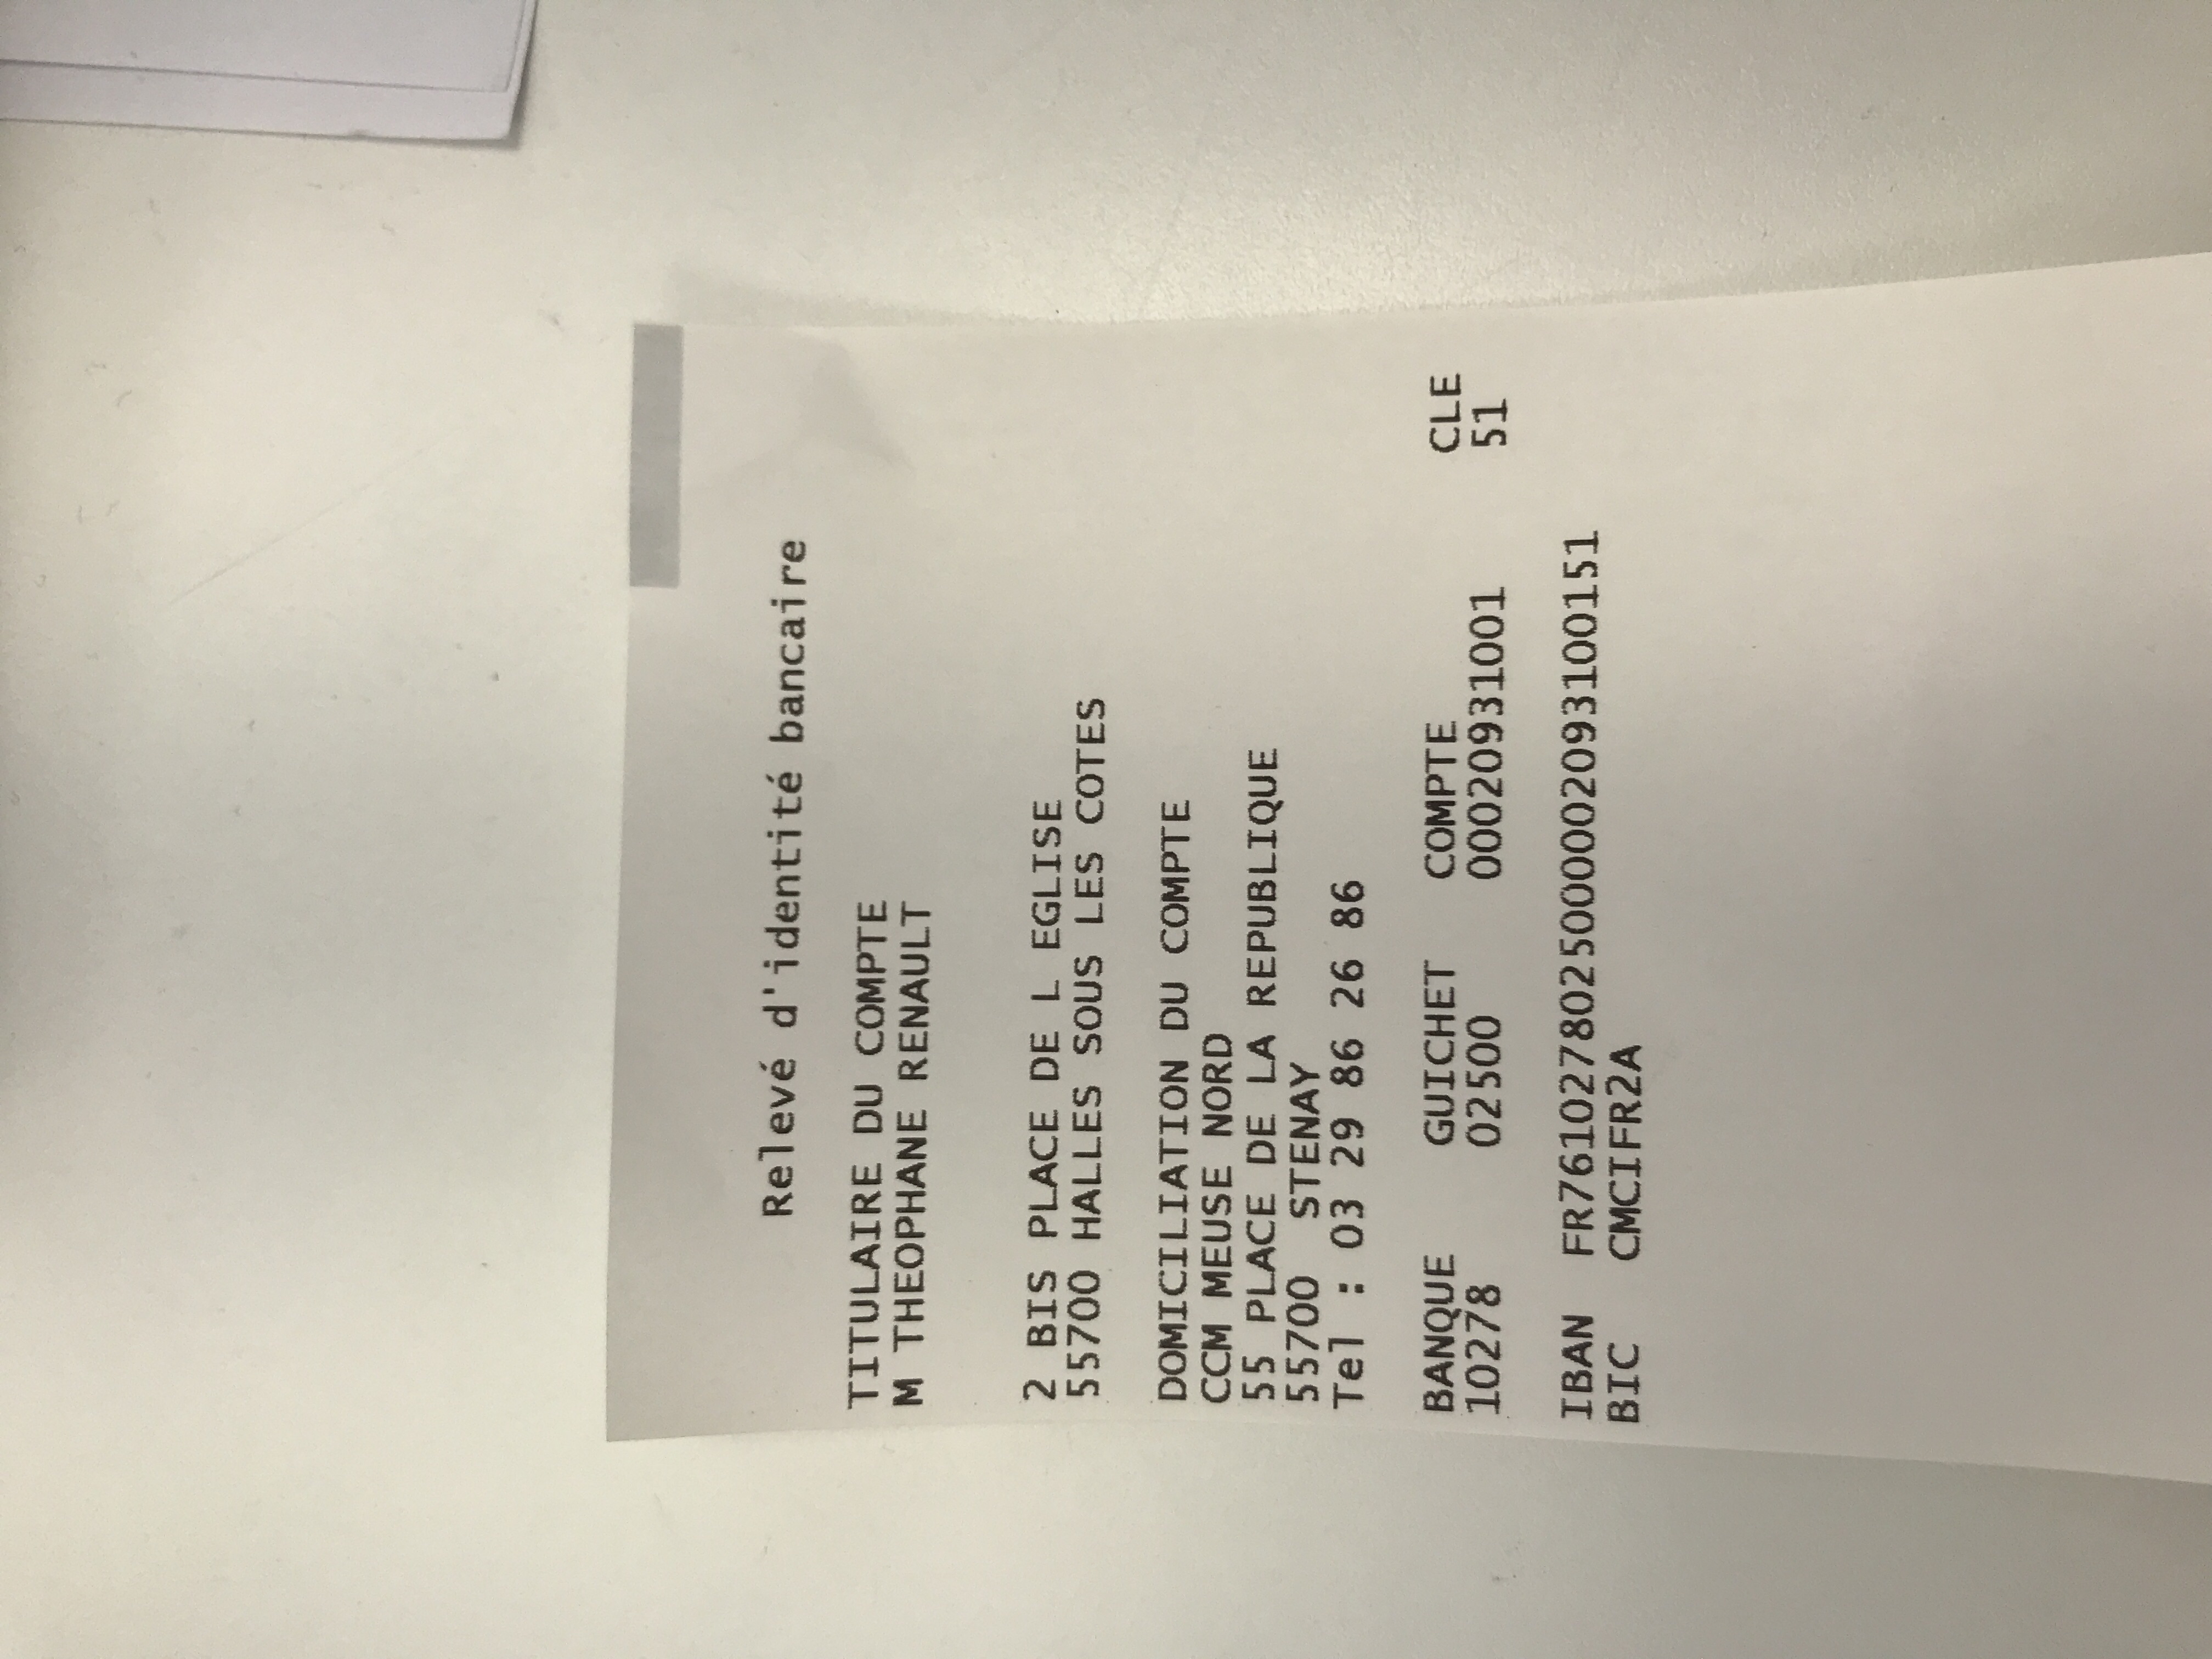 Relevé d'identité bancaire
TITULAIRE DU COMPTE
M THEOPHANE RENAULT
2 BIS PLACE DE L EGLISE
55700 HALLES SOUS LES COTES
DOMICILIATION DU COMPTE
CCM MEUSE NORD
55 PLACE DE LA REPUBLIQUE
55700 STENAY
Tel : 03 29 86 26 86
BANQUE GUICHET COMPTE CLE
10278 02500 00020931001 51
IBAN FR7610278025000002093100151
BIC CMCIFR2A